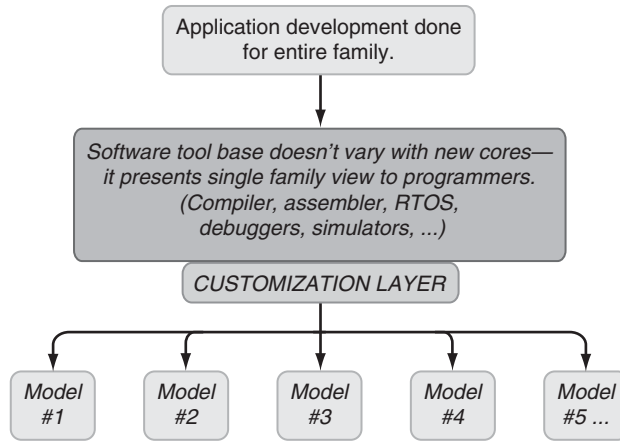 Application development done
for entire family.
Software tool base doesn't vary with new cores—
it presents single family view to programmers.
(Compiler, assembler, RTOS,
debuggers, simulators, ...)
CUSTOMIZATION LAYER
Model
#1
Model
#2
Model
#3
Model
#4
Model
#5 ...